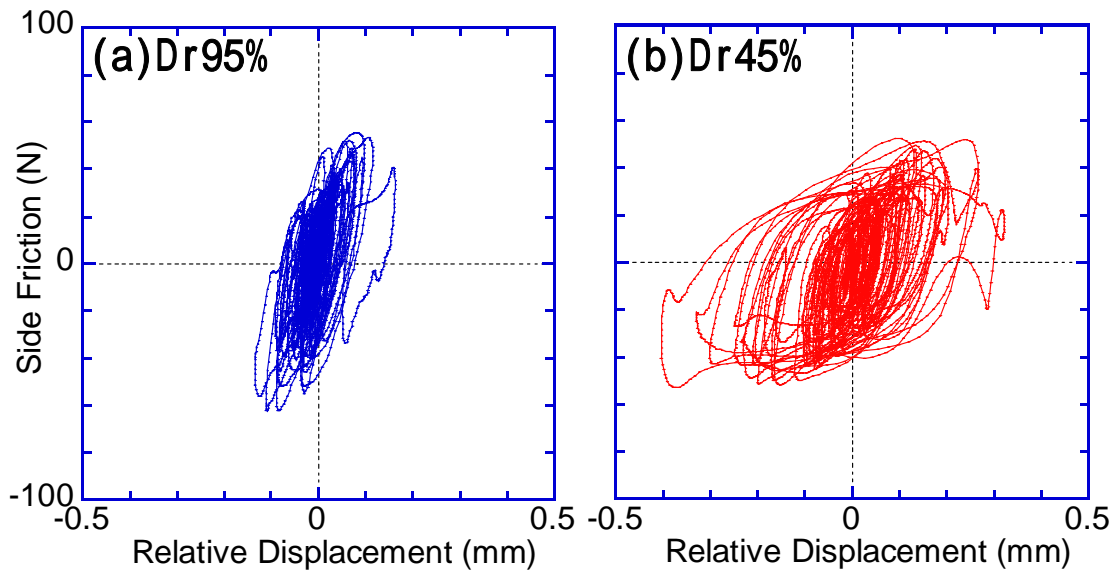 100
(a)Dr95%
(b)Dr45%
Side Friction (N)
0
-100
-0.5
0
0.5
-0.5
0
0.5
Relative Displacement (mm)
Relative Displacement (mm)